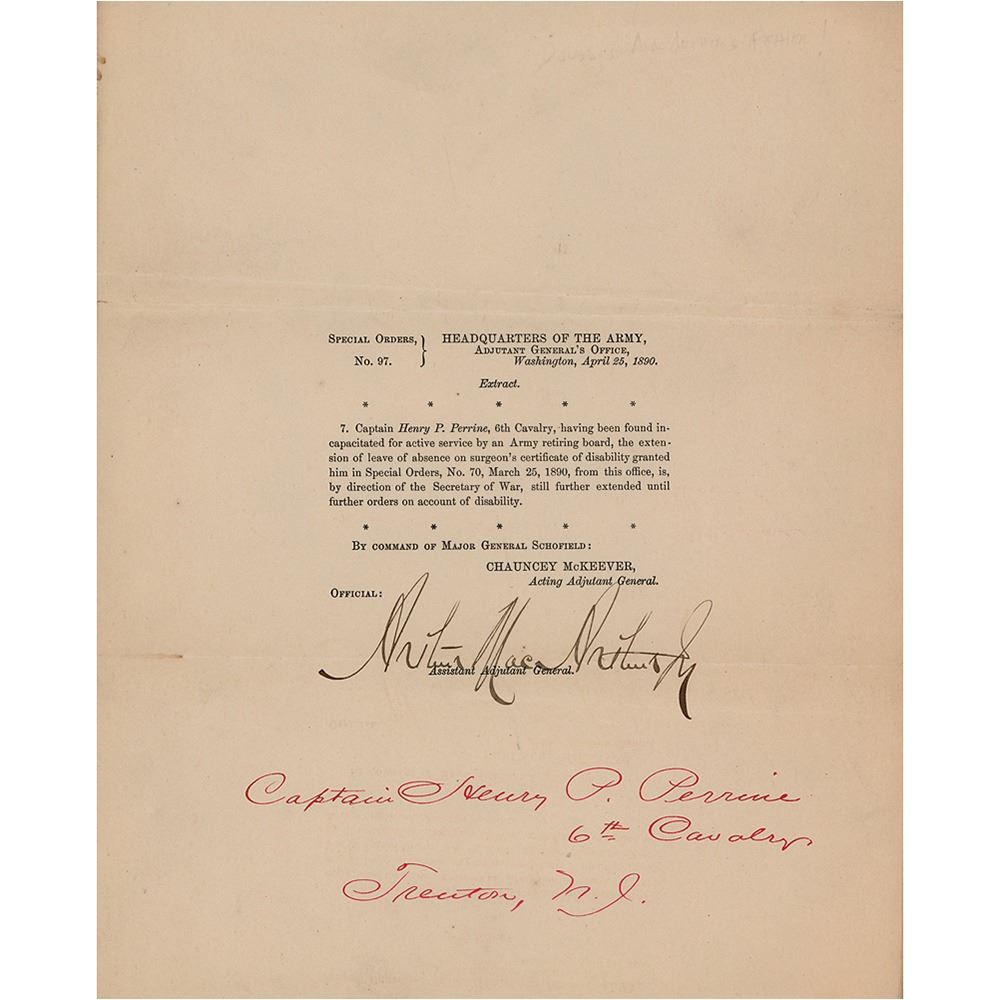 Special Orders, } HEADQUARTERS OF THE ARMY,
Adjutant General's Office,
No. 97. Washington, April 25, 1890.
Extract.
* * * * *
7. Captain Henry P. Perrine, 6th Cavalry, having been found in-
capacitated for active service by an Army retiring board, the exten-
sion of leave of absence on surgeon's certificate of disability granted
him in Special Orders, No. 70, March 25, 1890, from this office, is,
by direction of the Secretary of War, still further extended until
further orders on account of disability.
* * * * *
By command of Major General Schofield:
CHAUNCEY McKEEVER,
Acting Adjutant General.
Official:
Arthur MacArthur Jr
Assistant Adjutant General.
Captain Henry P. Perrine
6th Cavalry
Trenton, N.J.